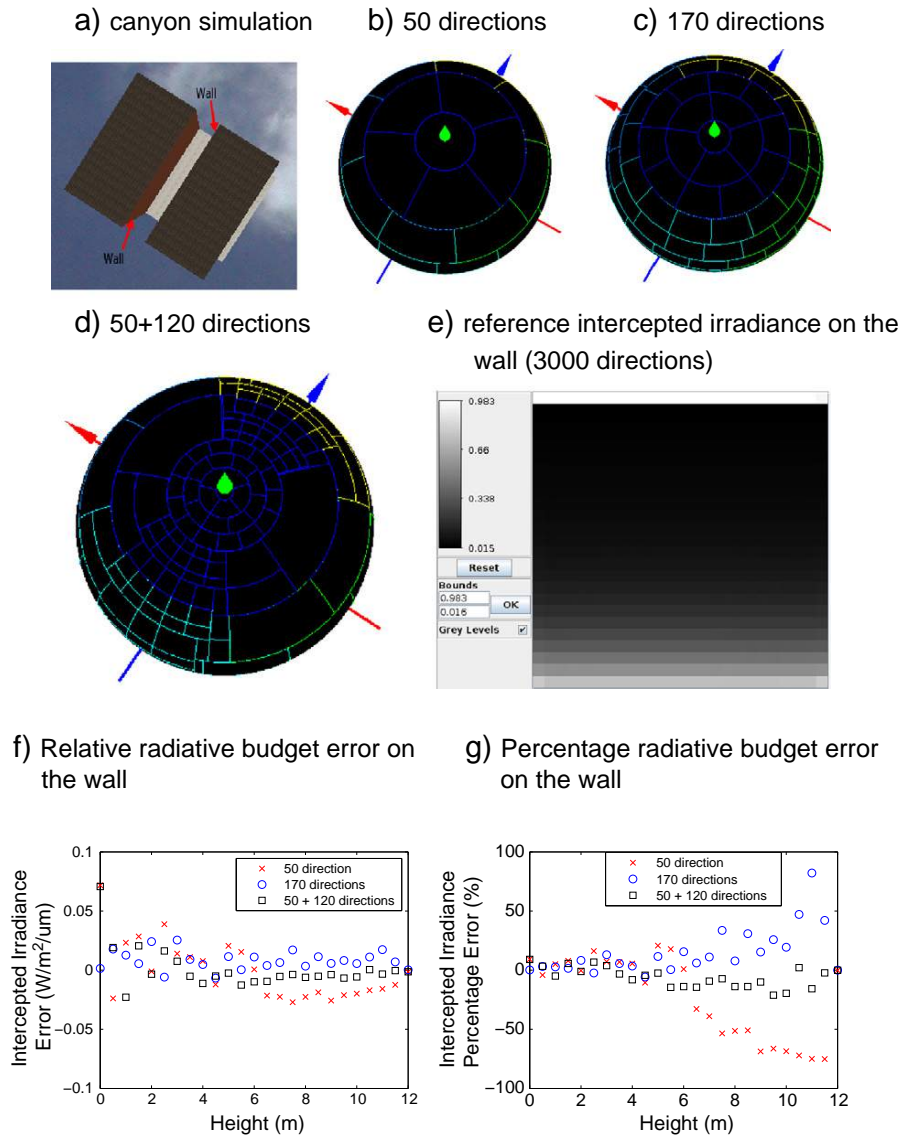 a) canyon simulation
b) 50 directions
c) 170 directions
Wall
Wall
d) 50+120 directions
e) reference intercepted irradiance on the
wall (3000 directions)
0.983
0.66
0.338
0.015
Reset
Bounds
0.983
0.016
OK
Grey Levels
f) Relative radiative budget error on
the wall
g) Percentage radiative budget error
on the wall
0.1
0.05
0
−0.05
−0.1
0 2 4 6 8 10 12
Height (m)
Intercepted Irradiance
Error (W/m²/um)
50 direction
170 directions
50 + 120 directions
100
50
0
−50
−100
0 2 4 6 8 10 12
Height (m)
Intercepted Irradiance
Percentage Error (%)
50 directions
170 directions
50 + 120 directions